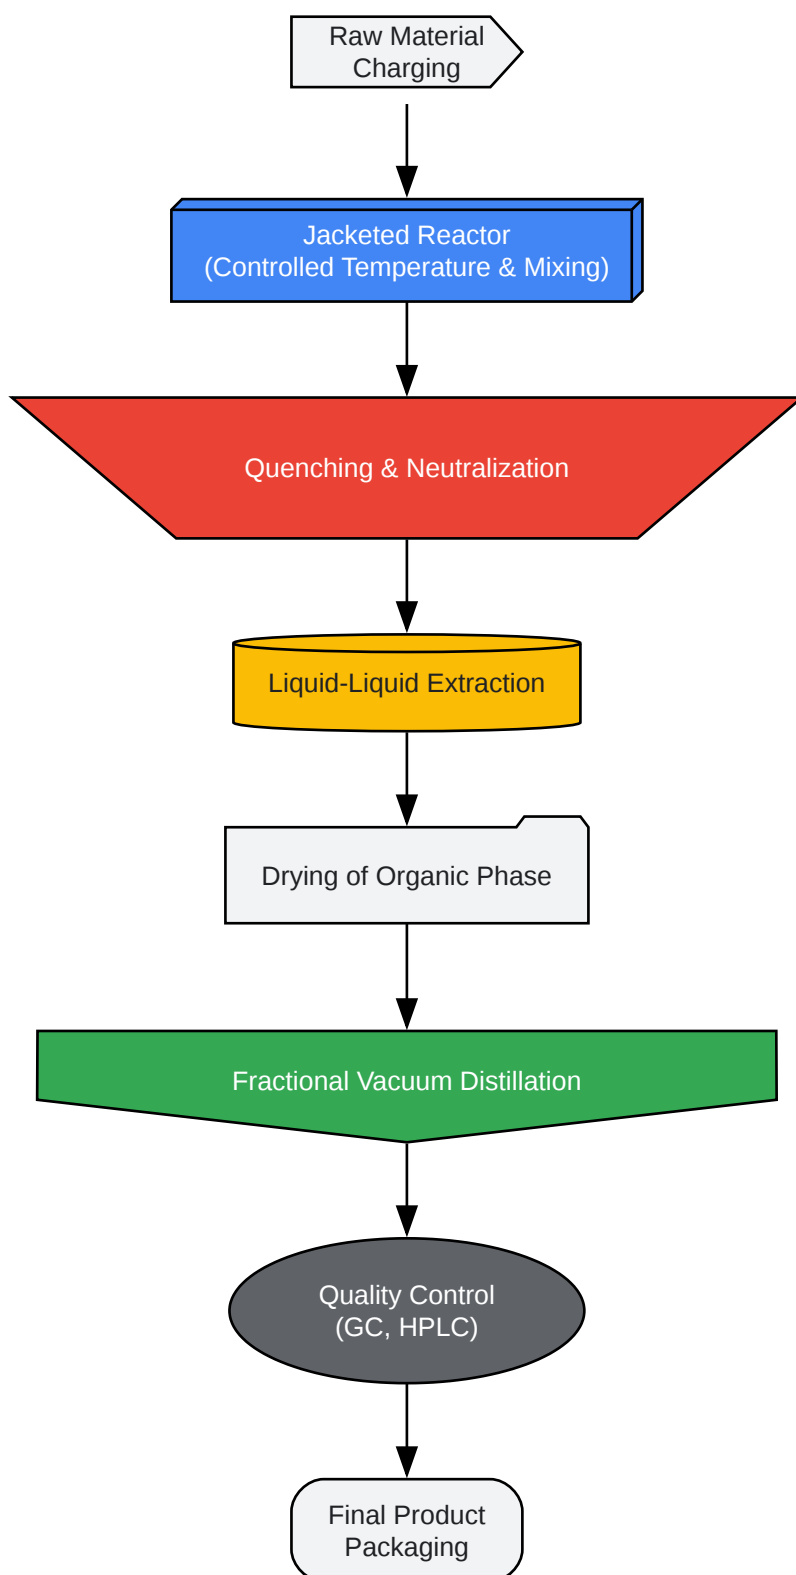 Raw Material
Charging
Jacketed Reactor
(Controlled Temperature & Mixing)
Quenching & Neutralization
Liquid-Liquid Extraction
Drying of Organic Phase
Fractional Vacuum Distillation
Quality Control
(GC, HPLC)
Final Product
Packaging